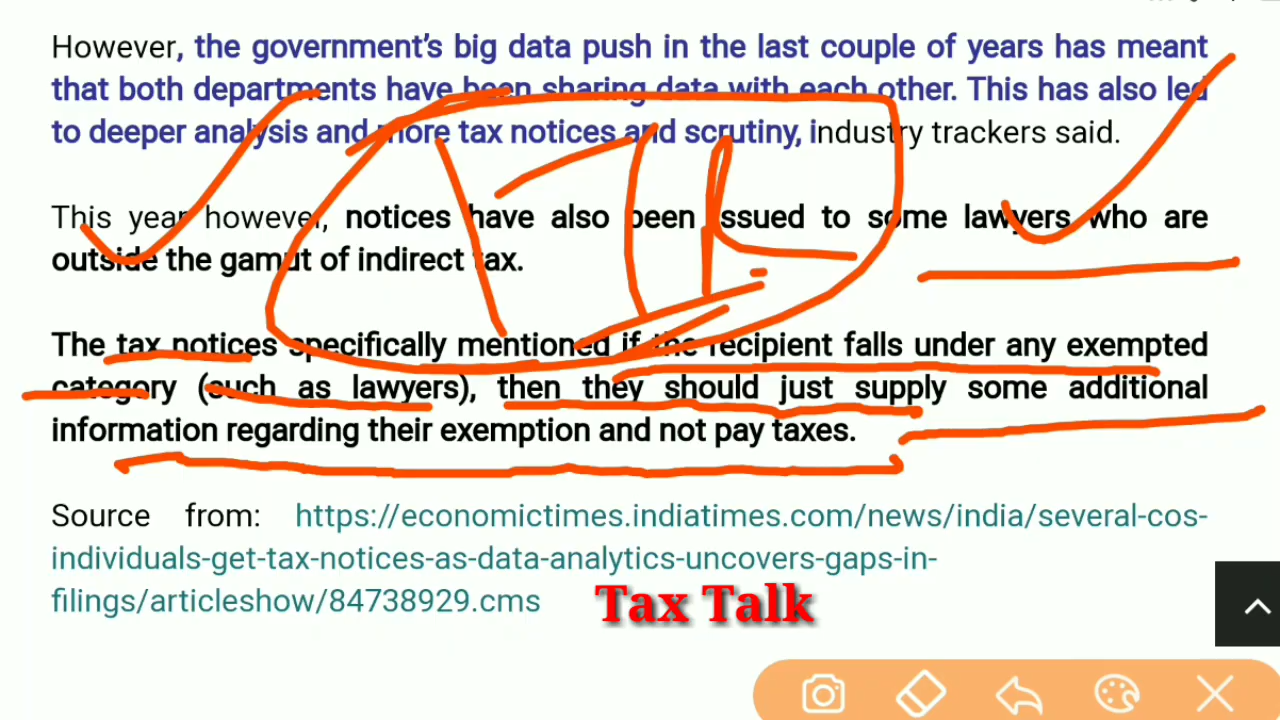 However, the government's big data push in the last couple of years has meant
that both departments have been sharing data with each other. This has also led
to deeper analysis and more tax notices and scrutiny, industry trackers said.
This year however, notices have also been issued to some lawyers who are
outside the gamut of indirect tax.
ITR
The tax notices specifically mentioned if the recipient falls under any exempted
category (such as lawyers), then they should just supply some additional
information regarding their exemption and not pay taxes.
Source from: https://economictimes.indiatimes.com/news/india/several-cos-
individuals-get-tax-notices-as-data-analytics-uncovers-gaps-in-
filings/articleshow/84738929.cms
Tax Talk